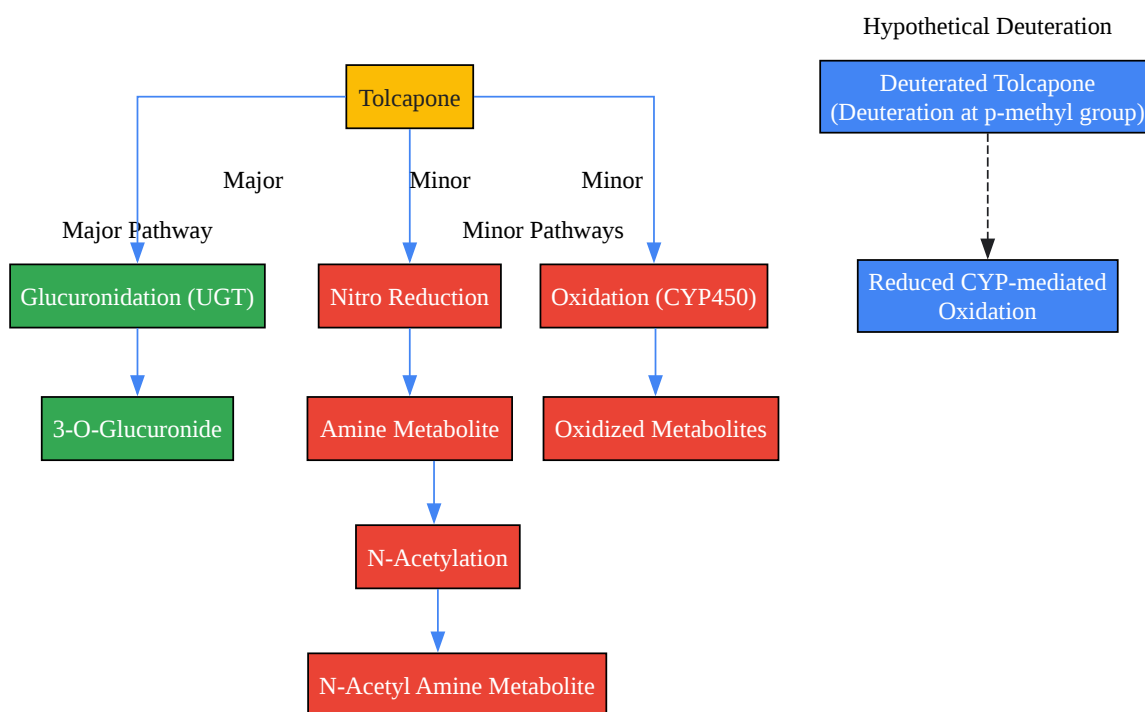 Hypothetical Deuteration
Tolcapone
Deuterated Tolcapone
(Deuteration at p-methyl group)
Major
Minor
Minor
Major Pathway
Minor Pathways
Glucuronidation (UGT)
Nitro Reduction
Oxidation (CYP450)
Reduced CYP-mediated
Oxidation
3-O-Glucuronide
Amine Metabolite
Oxidized Metabolites
N-Acetylation
N-Acetyl Amine Metabolite